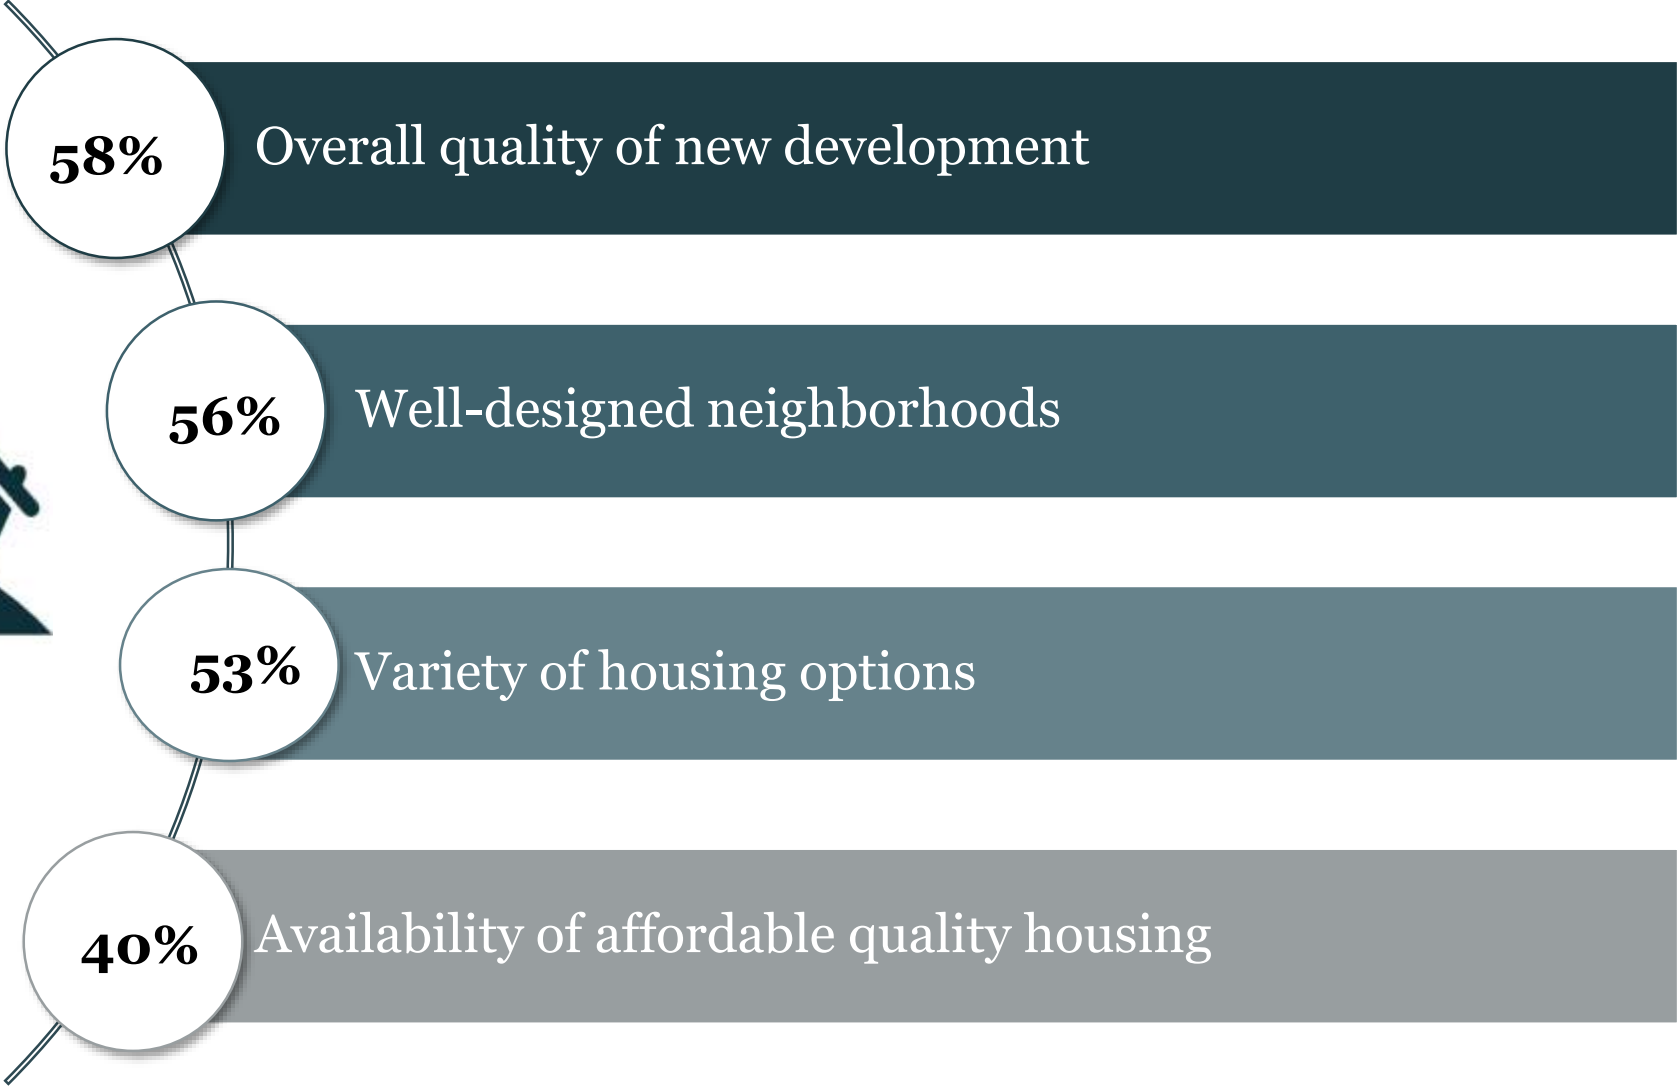 58%
Overall quality of new development
56%
Well-designed neighborhoods
53%
Variety of housing options
40%
Availability of affordable quality housing